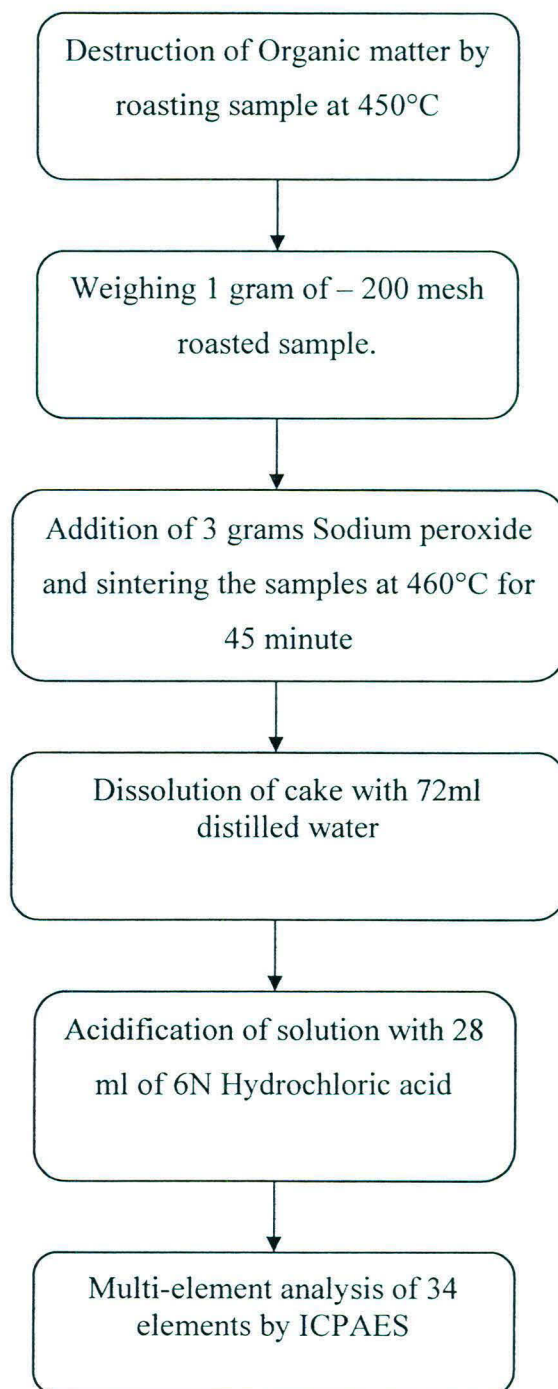 Destruction of Organic matter by
roasting sample at 450°C
Weighing 1 gram of – 200 mesh
roasted sample.
Addition of 3 grams Sodium peroxide
and sintering the samples at 460°C for
45 minute
Dissolution of cake with 72ml
distilled water
Acidification of solution with 28
ml of 6N Hydrochloric acid
Multi-element analysis of 34
elements by ICPAES